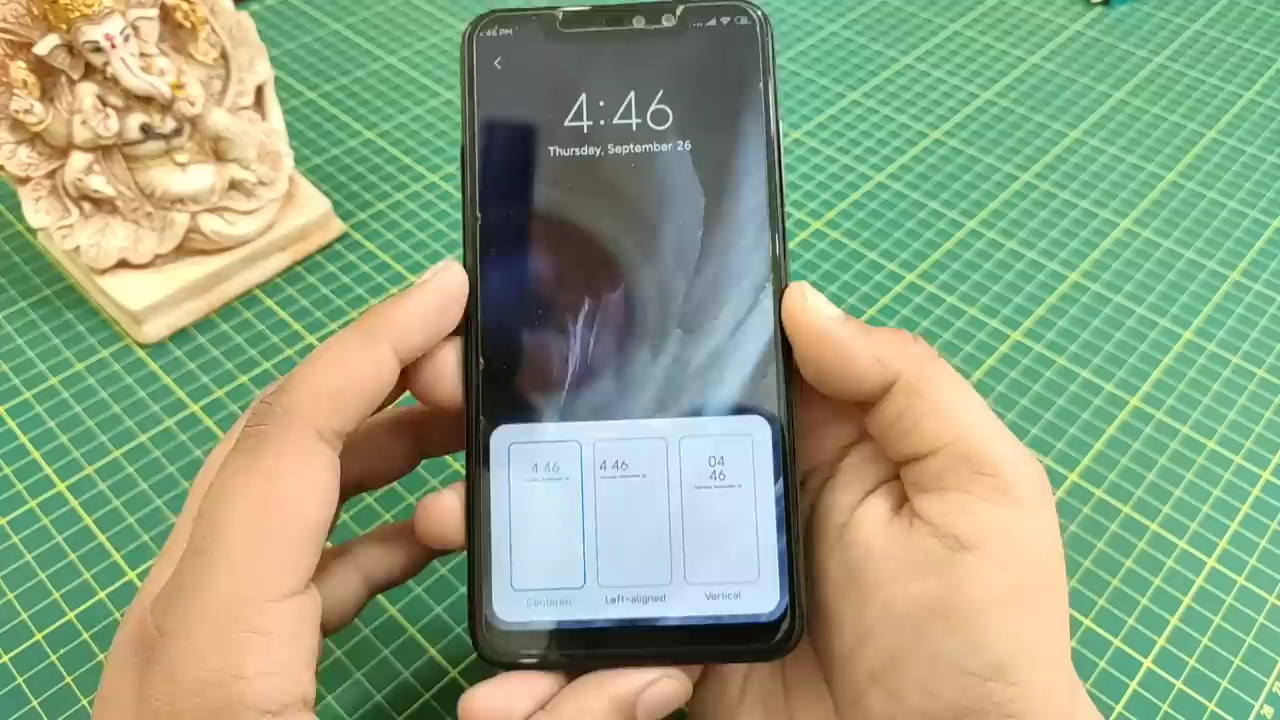 4:46 PM
4:46
Thursday, September 26
4 46
4 46
04
46
Centered
Left-aligned
Vertical